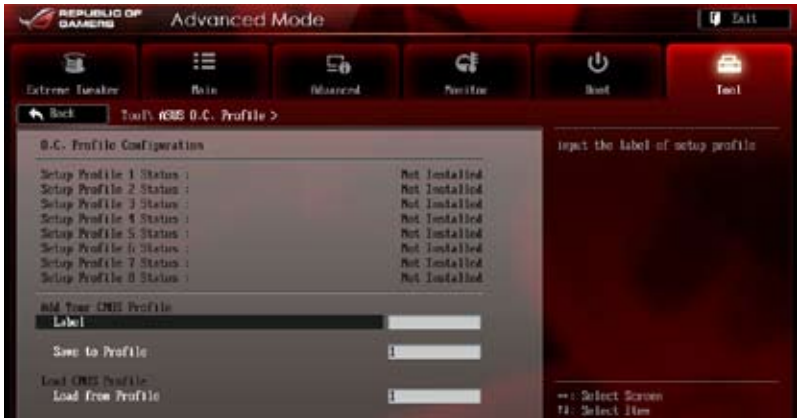 REPUBLIC OF GAMERS
Advanced Mode
Exit
Extreme Tweaker
Main
Advanced
Monitor
Boot
Tool
Back
Tool\ ASUS O.C. Profile >
O.C. Profile Configuration
Setup Profile 1 Status : Not Installed
Setup Profile 2 Status : Not Installed
Setup Profile 3 Status : Not Installed
Setup Profile 4 Status : Not Installed
Setup Profile 5 Status : Not Installed
Setup Profile 6 Status : Not Installed
Setup Profile 7 Status : Not Installed
Setup Profile 8 Status : Not Installed
Add Your CMOS Profile
Label
Save to Profile 1
Load CMOS Profile
Load from Profile 1
input the label of setup profile
: Select Screen
: Select Item